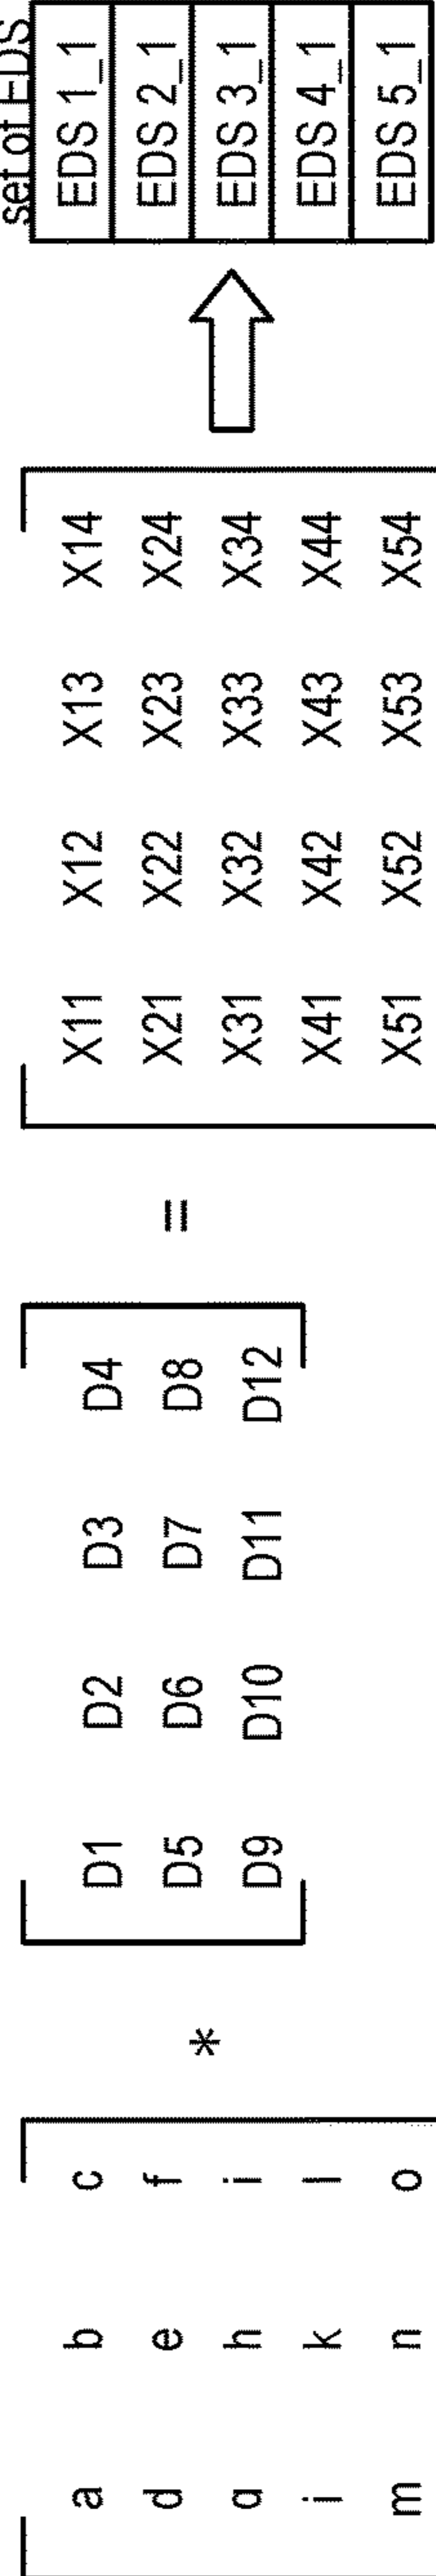 set of EDS
a b c D1 D2 D3 D4 X11 X12 X13 X14 EDS 1_1
d e f * D5 D6 D7 D8 = X21 X22 X23 X24 EDS 2_1
q h i D9 D10 D11 D12 X31 X32 X33 X34 EDS 3_1
i k l X41 X42 X43 X44 EDS 4_1
m n o X51 X52 X53 X54 EDS 5_1